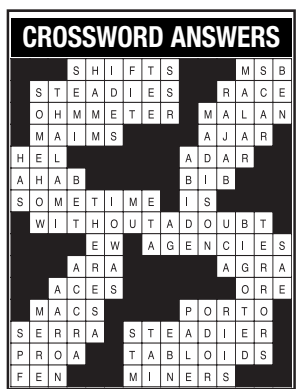 CROSSWORD ANSWERS
SHIFTS MSB
STEADIES RACE
OHMMETER MALAN
MAIMS AJAR
HEL ADAR
AHAB BIB
SOMETIME IS
WITHOUTADOUBT
EW AGENCIES
ARA AGRA
ACES ORE
MACS PORTO
SERRA STEADIER
PROA TABLOIDS
FEN MINERS